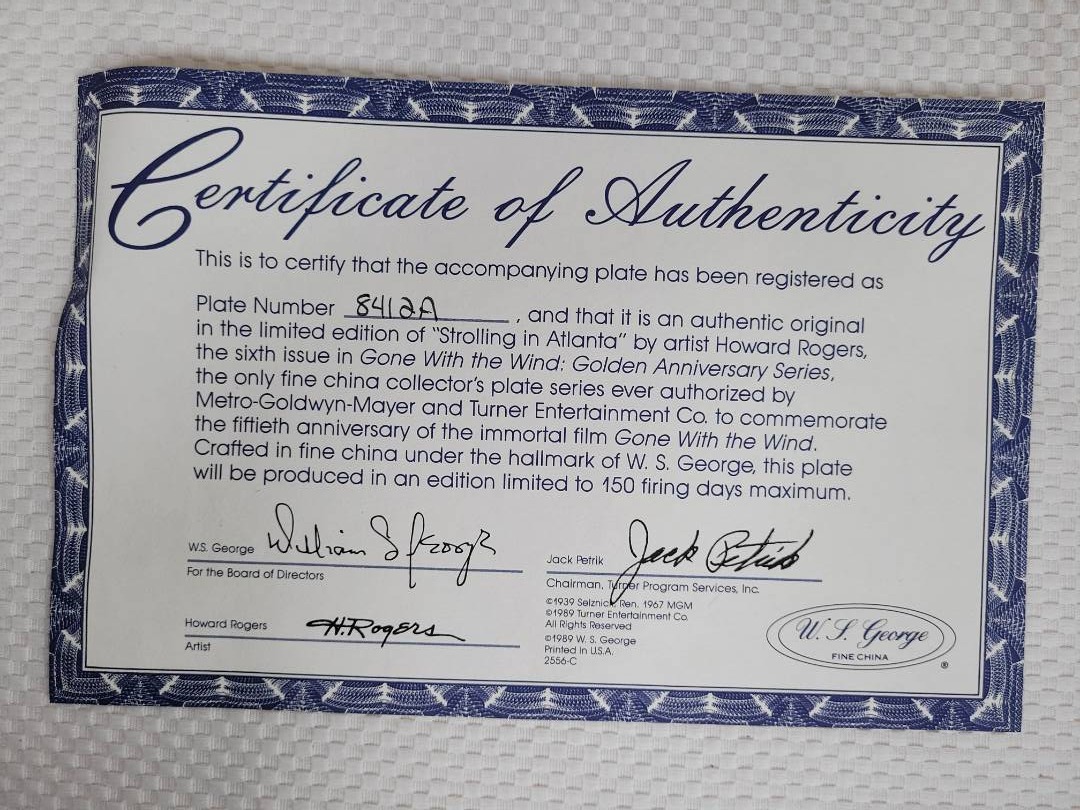 Certificate of Authenticity
This is to certify that the accompanying plate has been registered as
Plate Number 8412A, and that it is an authentic original
in the limited edition of "Strolling in Atlanta" by artist Howard Rogers,
the sixth issue in Gone With the Wind: Golden Anniversary Series,
the only fine china collector's plate series ever authorized by
Metro-Goldwyn-Mayer and Turner Entertainment Co. to commemorate
the fiftieth anniversary of the immortal film Gone With the Wind.
Crafted in fine china under the hallmark of W. S. George, this plate
will be produced in an edition limited to 150 firing days maximum.
W.S. George William S George
For the Board of Directors
Howard Rogers H. Rogers
Artist
Jack Petrik Jack Petrik
Chairman, Turner Program Services, Inc.
©1939 Selznick, Ren. 1967 MGM
©1989 Turner Entertainment Co.
All Rights Reserved
©1989 W. S. George
Printed in U.S.A.
2556-C
W. S. George
FINE CHINA
®